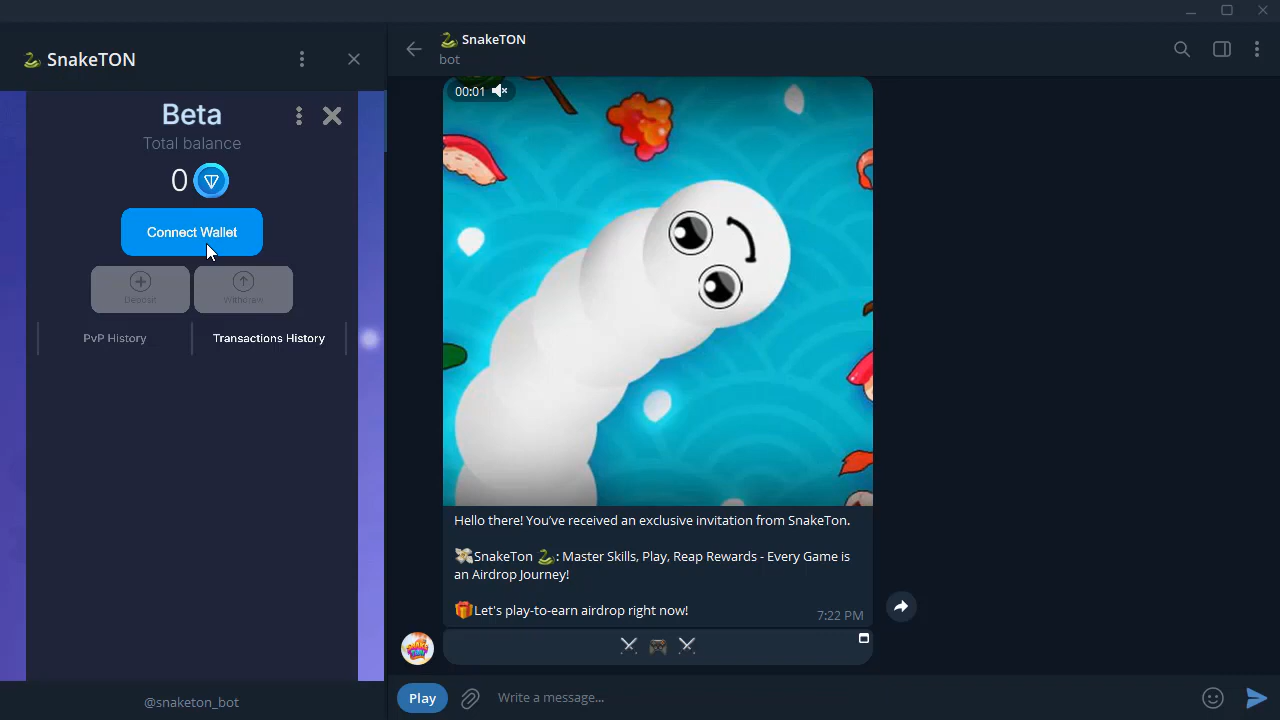 🐍 SnakeTON
Beta
Total balance
0
Connect Wallet
Deposit
Withdraw
PvP History
Transactions History
@snaketon_bot
🐍 SnakeTON
bot
00:01
Hello there! You’ve received an exclusive invitation from SnakeTon.
💸SnakeTon 🐍: Master Skills, Play, Reap Rewards - Every Game is
an Airdrop Journey!
🎁Let's play-to-earn airdrop right now!
7:22 PM
⚔ 🎮 ⚔
Play
Write a message...